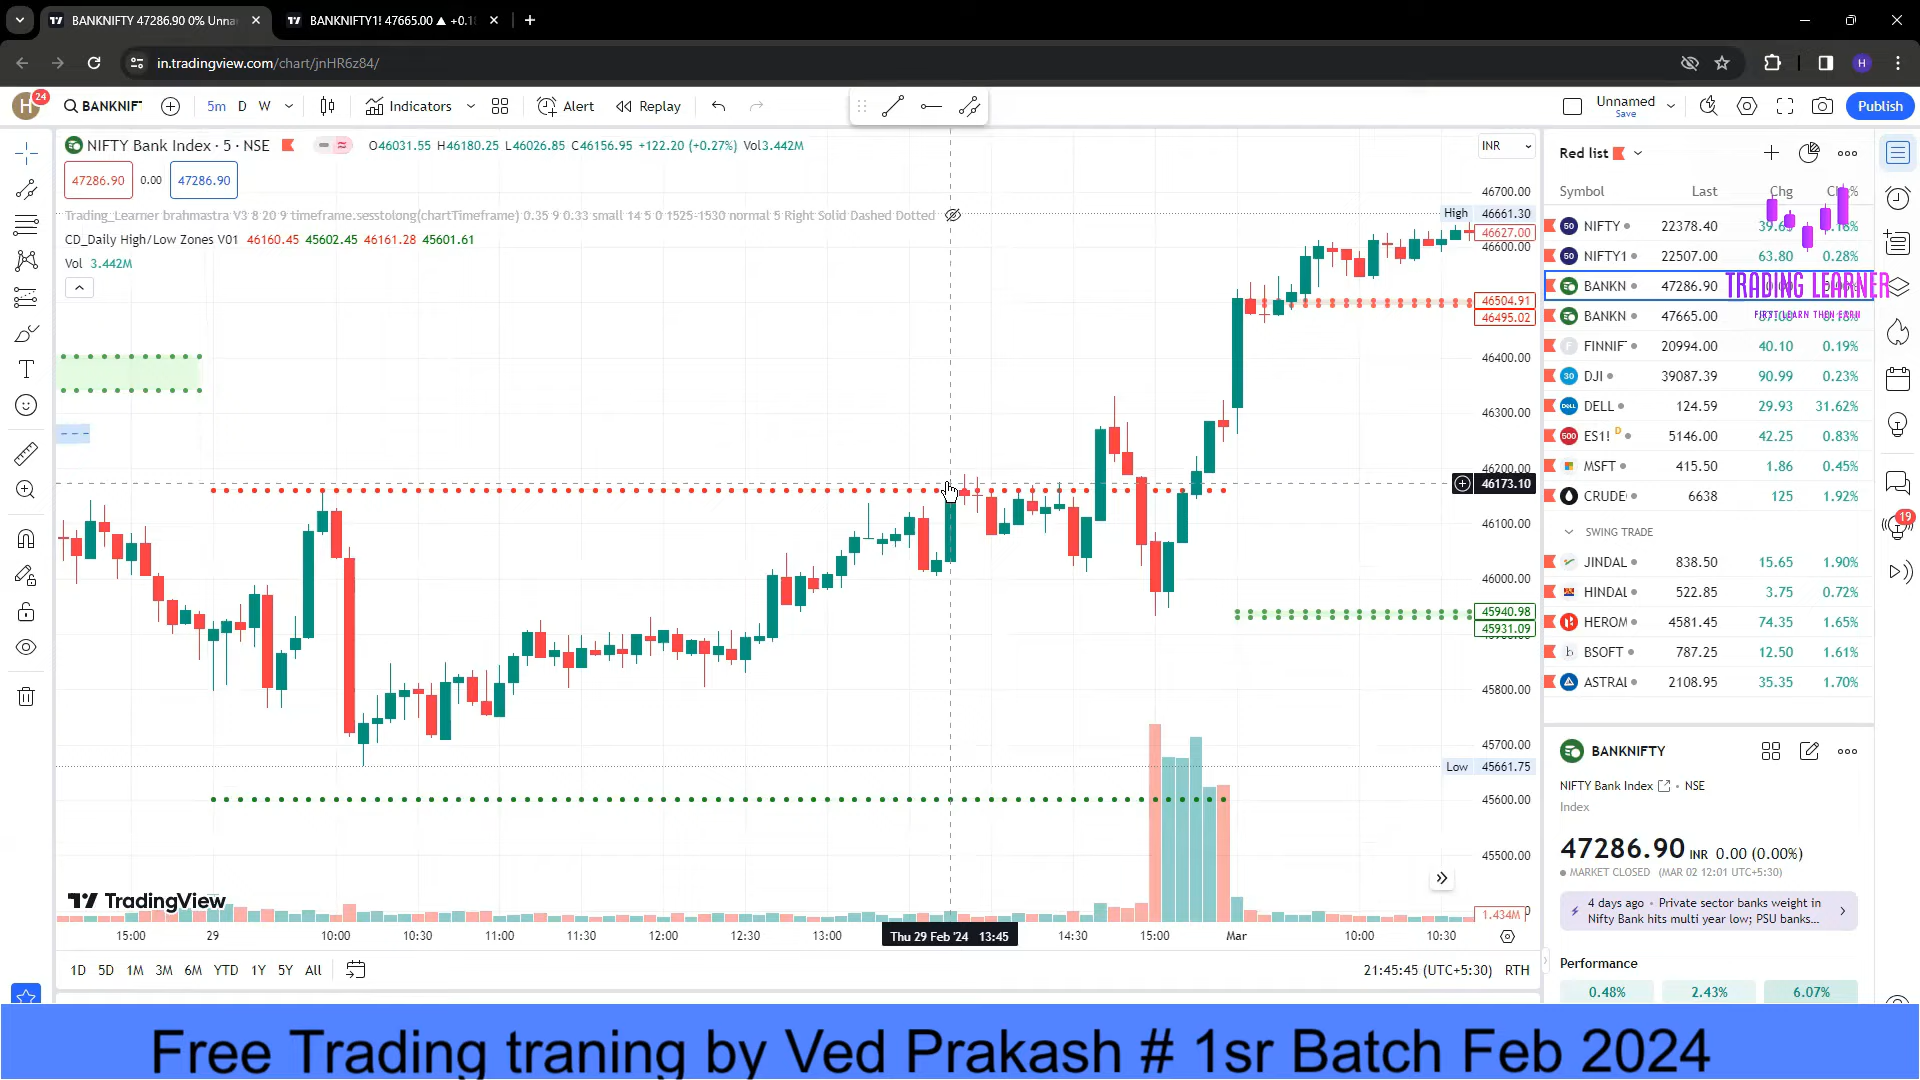 BANKNIFTY 47286.90 0% Unna
BANKNIFTY1! 47665.00 ▲ +0.1
in.tradingview.com/chart/jnHR6z84/
H
H
24
BANKNIF
5m D W
Indicators
Alert
Replay
Unnamed
Save
Publish
NIFTY Bank Index · 5 · NSE
O46031.55 H46180.25 L46026.85 C46156.95 +122.20 (+0.27%) Vol3.442M
47286.90 0.00 47286.90
Trading_Learner brahmastra V3 8 20 9 timeframe.sesstolong(chartTimeframe) 0.35 9 0.33 small 14 5 0 1525-1530 normal 5 Right Solid Dashed Dotted
CD_Daily High/Low Zones V01 46160.45 45602.45 46161.28 45601.61
Vol 3.442M
INR
46700.00
High 46661.30
46627.00
46600.00
46504.91
46495.02
46400.00
46300.00
46200.00
46173.10
46100.00
46000.00
45940.98
45931.09
45800.00
45700.00
Low 45661.75
45600.00
45500.00
1.434M
TradingView
15:00 29 10:00 10:30 11:00 11:30 12:00 12:30 13:00 Thu 29 Feb '24 13:45 14:30 15:00 Mar 10:00 10:30
1D 5D 1M 3M 6M YTD 1Y 5Y All
21:45:45 (UTC+5:30) RTH
Red list
Symbol Last Chg
NIFTY 22378.40
NIFTY1 22507.00 63.80 0.28%
BANKN 47286.90
TRADING LEARNER
FIRST LEARN THEN EARN
BANKN 47665.00
FINNIF 20994.00 40.10 0.19%
DJI 39087.39 90.99 0.23%
DELL 124.59 29.93 31.62%
ES1! D 5146.00 42.25 0.83%
MSFT 415.50 1.86 0.45%
CRUDE 6638 125 1.92%
SWING TRADE
JINDAL 838.50 15.65 1.90%
HINDAL 522.85 3.75 0.72%
HEROM 4581.45 74.35 1.65%
BSOFT 787.25 12.50 1.61%
ASTRAL 2108.95 35.35 1.70%
19
BANKNIFTY
NIFTY Bank Index · NSE
Index
47286.90 INR 0.00 (0.00%)
MARKET CLOSED (MAR 02 12:01 UTC+5:30)
4 days ago · Private sector banks weight in
Nifty Bank hits multi year low; PSU banks...
Performance
0.48% 2.43% 6.07%
Free Trading traning by Ved Prakash # 1sr Batch Feb 2024